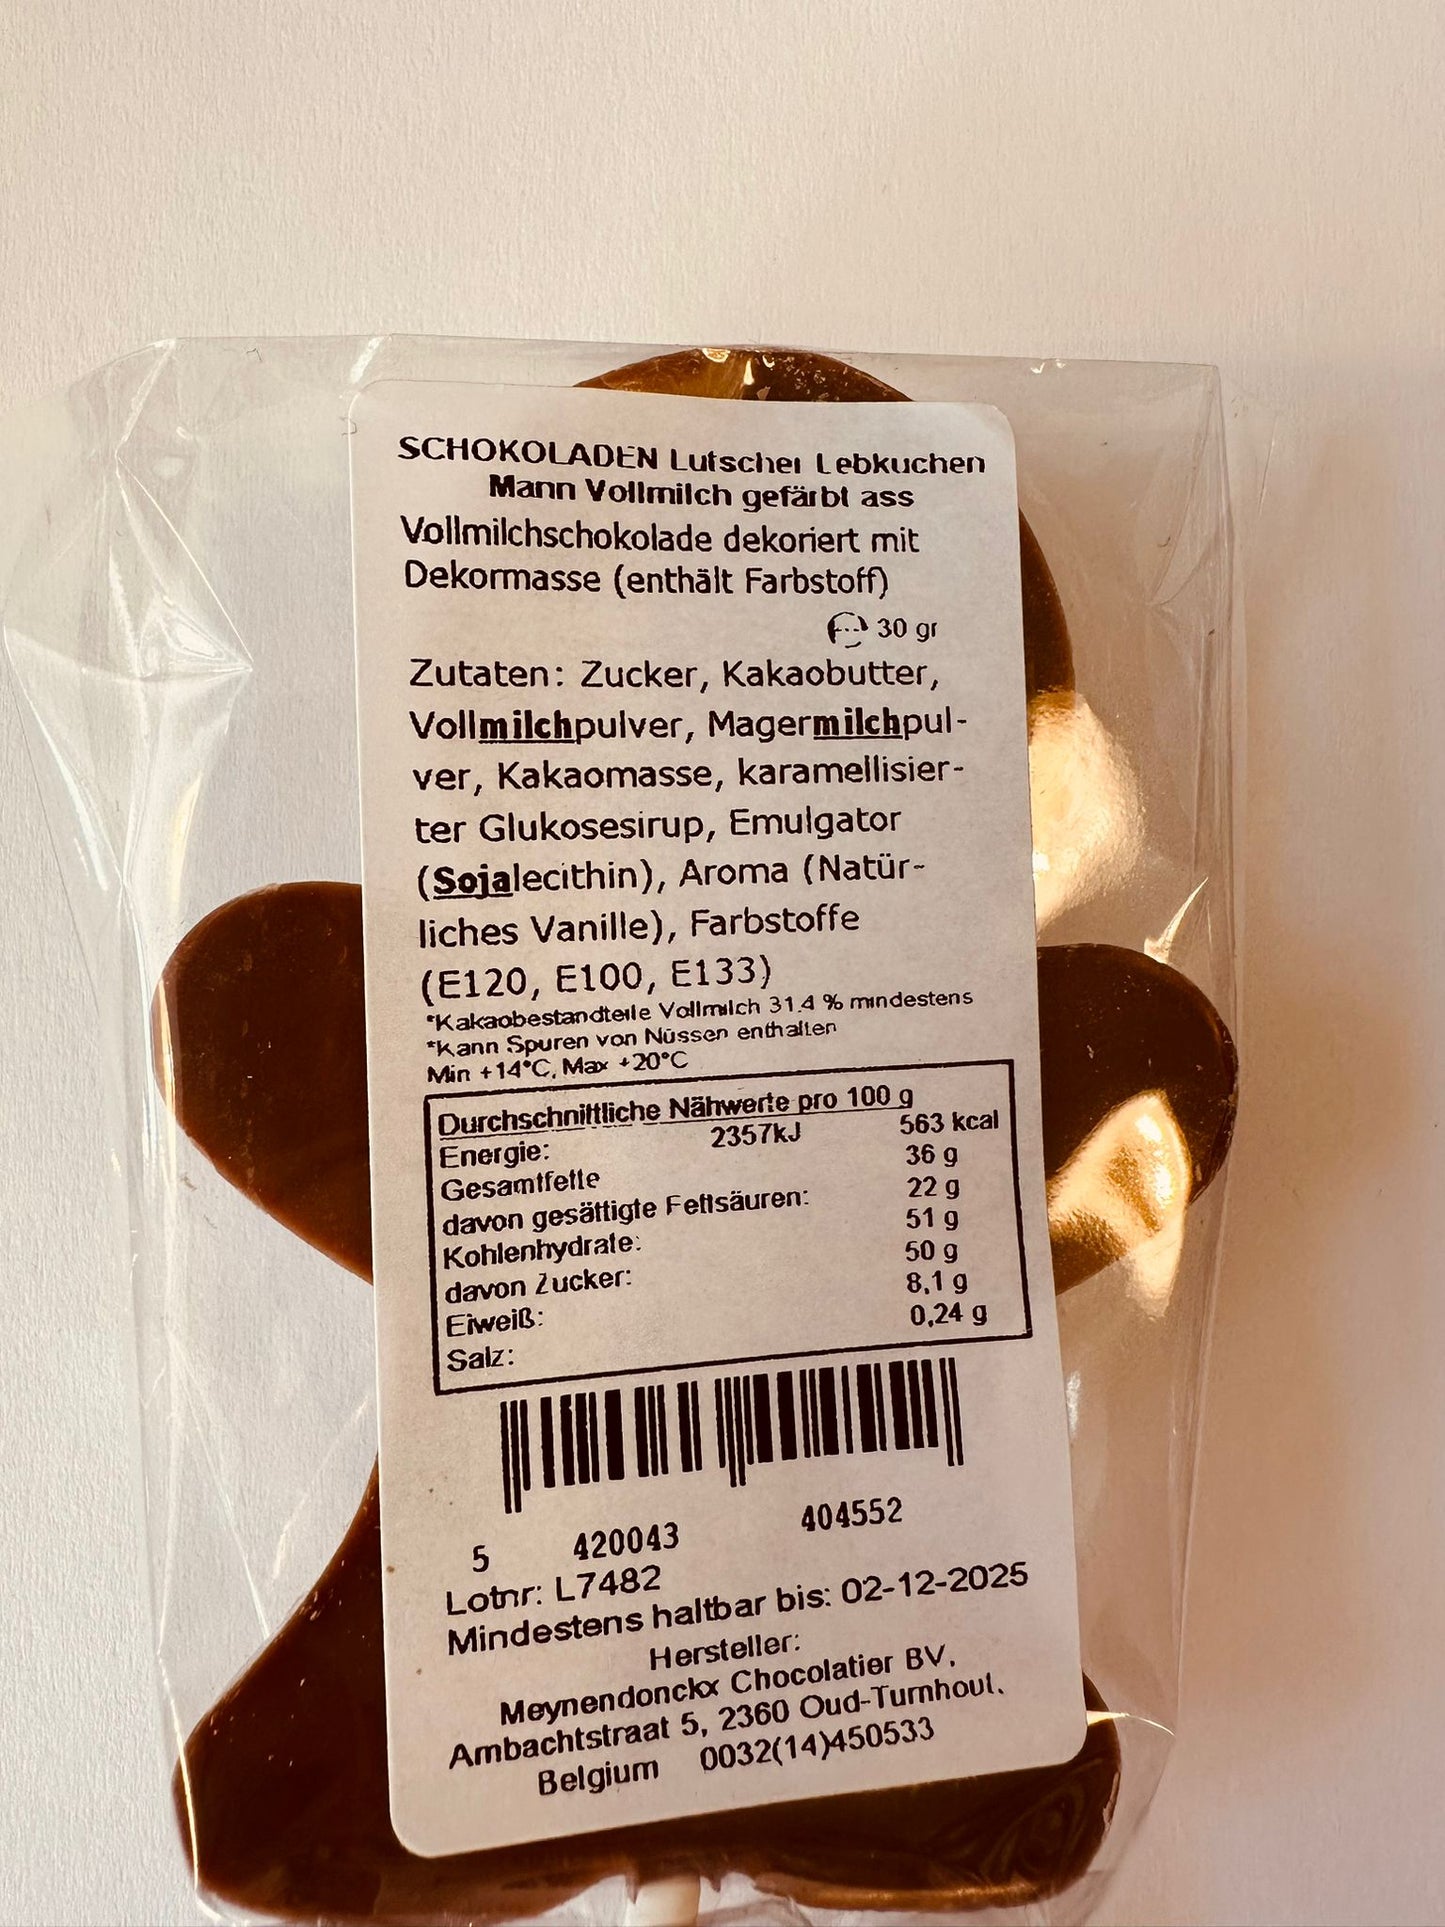 SCHOKOLADEN Lutscher Lebkuchen
Mann Vollmilch gefärbt ass
Vollmilchschokolade dekoriert mit
Dekormasse (enthält Farbstoff)
30 gr
Zutaten: Zucker, Kakaobutter,
Vollmilchpulver, Magermilchpul-
ver, Kakaomasse, karamellisier-
ter Glukosesirup, Emulgator
(Sojalecithin), Aroma (Natür-
liches Vanille), Farbstoffe
(E120, E100, E133)
*Kakaobestandteile Vollmilch 31.4 % mindestens
*Kann Spuren von Nüssen enthalten
Min +14°C, Max +20°C
Durchschnittliche Nähwerte pro 100 g
Energie: 2357kJ 563 kcal
Gesamtfette 36 g
davon gesättigte Fettsäuren: 22 g
Kohlenhydrate: 51 g
davon Zucker: 50 g
Eiweiß: 8,1 g
Salz: 0,24 g
5 420043 404552
Lotnr: L7482
Mindestens haltbar bis: 02-12-2025
Hersteller:
Meynendonckx Chocolatier BV.
Ambachtstraat 5, 2360 Oud-Turnhout.
Belgium 0032(14)450533